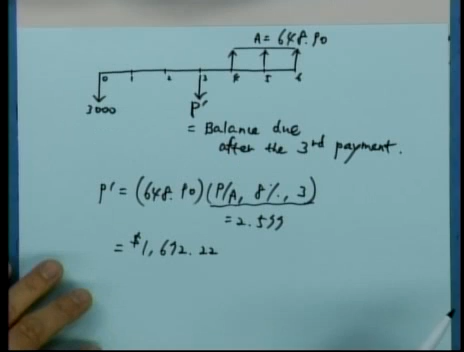 A = 648.90
0 1 2 3 4 5 6
3000
P'
= Balance due
after the 3rd payment.
P' = (648.90)(P/A, 8%, 3)
= 2.577
= $1,672.22